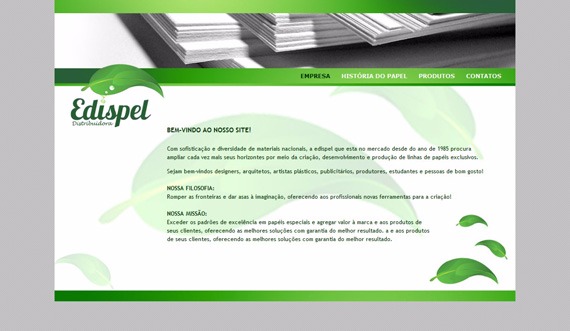 EMPRESA HISTÓRIA DO PAPEL PRODUTOS CONTATOS
Edispel
Distribuidora
BEM-VINDO AO NOSSO SITE!
Com sofisticação e diversidade de materiais nacionais, a edispel que esta no mercado desde do ano de 1985 procura
ampliar cada vez mais seus horizontes por meio da criação, desenvolvimento e produção de linhas de papéis exclusivos.
Sejam bem-vindos designers, arquitetos, artistas plásticos, publicitários, produtores, estudantes e pessoas de bom gosto!
NOSSA FILOSOFIA:
Romper as fronteiras e dar asas à imaginação, oferecendo aos profissionais novas ferramentas para a criação!
NOSSA MISSÃO:
Exceder os padrões de excelência em papéis especiais e agregar valor à marca e aos produtos de
seus clientes, oferecendo as melhores soluções com garantia do melhor resultado. a e aos produtos
de seus clientes, oferecendo as melhores soluções com garantia do melhor resultado.